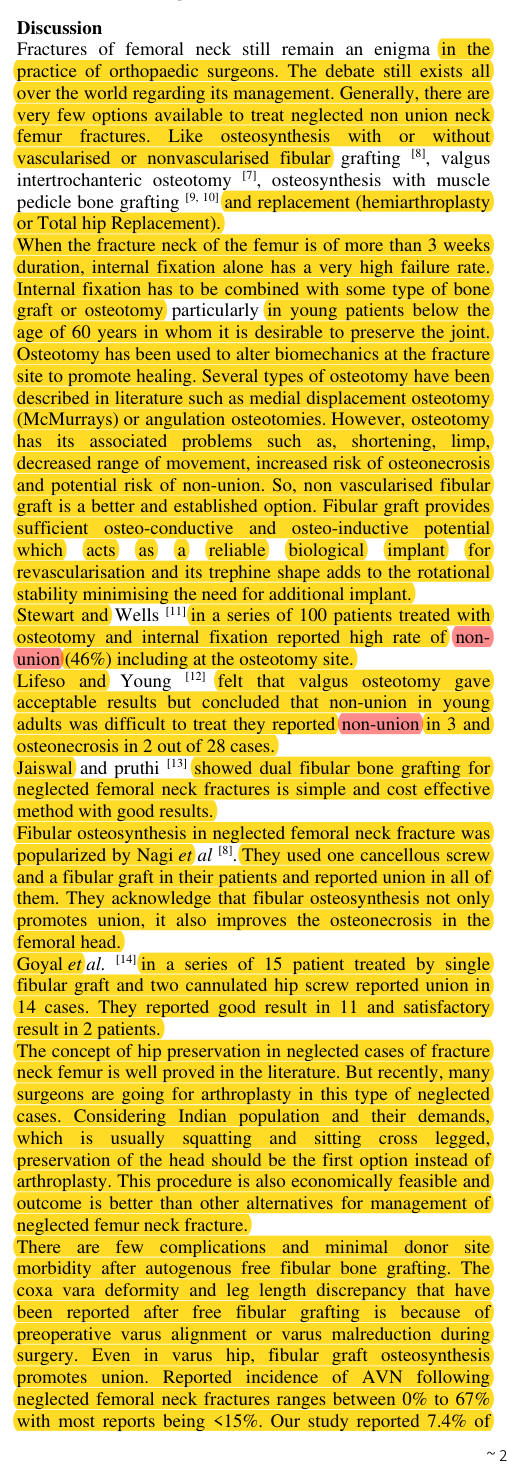 Discussion
Fractures of femoral neck still remain an enigma in the
practice of orthopaedic surgeons. The debate still exists all
over the world regarding its management. Generally, there are
very few options available to treat neglected non union neck
femur fractures. Like osteosynthesis with or without
vascularised or nonvascularised fibular grafting [8], valgus
intertrochanteric osteotomy [7], osteosynthesis with muscle
pedicle bone grafting [9, 10] and replacement (hemiarthroplasty
or Total hip Replacement).
When the fracture neck of the femur is of more than 3 weeks
duration, internal fixation alone has a very high failure rate.
Internal fixation has to be combined with some type of bone
graft or osteotomy particularly in young patients below the
age of 60 years in whom it is desirable to preserve the joint.
Osteotomy has been used to alter biomechanics at the fracture
site to promote healing. Several types of osteotomy have been
described in literature such as medial displacement osteotomy
(McMurrays) or angulation osteotomies. However, osteotomy
has its associated problems such as, shortening, limp,
decreased range of movement, increased risk of osteonecrosis
and potential risk of non-union. So, non vascularised fibular
graft is a better and established option. Fibular graft provides
sufficient osteo-conductive and osteo-inductive potential
which acts as a reliable biological implant for
revascularisation and its trephine shape adds to the rotational
stability minimising the need for additional implant.
Stewart and Wells [11] in a series of 100 patients treated with
osteotomy and internal fixation reported high rate of non-
union (46%) including at the osteotomy site.
Lifeso and Young [12] felt that valgus osteotomy gave
acceptable results but concluded that non-union in young
adults was difficult to treat they reported non-union in 3 and
osteonecrosis in 2 out of 28 cases.
Jaiswal and pruthi [13] showed dual fibular bone grafting for
neglected femoral neck fractures is simple and cost effective
method with good results.
Fibular osteosynthesis in neglected femoral neck fracture was
popularized by Nagi et al [8]. They used one cancellous screw
and a fibular graft in their patients and reported union in all of
them. They acknowledge that fibular osteosynthesis not only
promotes union, it also improves the osteonecrosis in the
femoral head.
Goyal et al. [14] in a series of 15 patient treated by single
fibular graft and two cannulated hip screw reported union in
14 cases. They reported good result in 11 and satisfactory
result in 2 patients.
The concept of hip preservation in neglected cases of fracture
neck femur is well proved in the literature. But recently, many
surgeons are going for arthroplasty in this type of neglected
cases. Considering Indian population and their demands,
which is usually squatting and sitting cross legged,
preservation of the head should be the first option instead of
arthroplasty. This procedure is also economically feasible and
outcome is better than other alternatives for management of
neglected femur neck fracture.
There are few complications and minimal donor site
morbidity after autogenous free fibular bone grafting. The
coxa vara deformity and leg length discrepancy that have
been reported after free fibular grafting is because of
preoperative varus alignment or varus malreduction during
surgery. Even in varus hip, fibular graft osteosynthesis
promotes union. Reported incidence of AVN following
neglected femoral neck fractures ranges between 0% to 67%
with most reports being <15%. Our study reported 7.4% of
~ 2